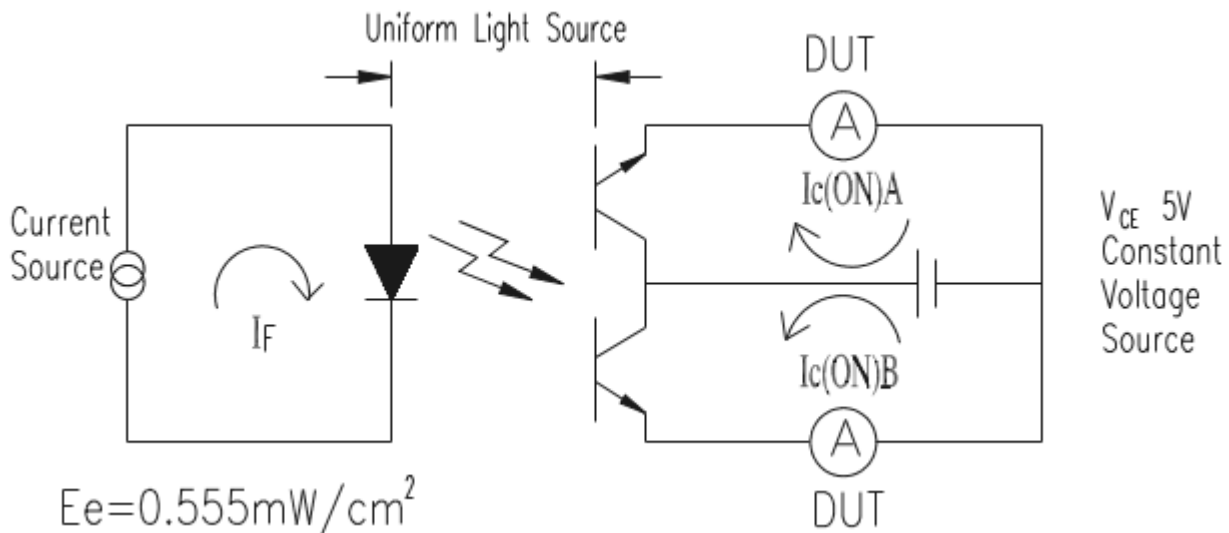 Uniform Light Source
DUT
A
Ic(ON)A
Current
Source
IF
VCE 5V
Constant
Voltage
Source
Ic(ON)B
A
DUT
Ee=0.555mW/cm²